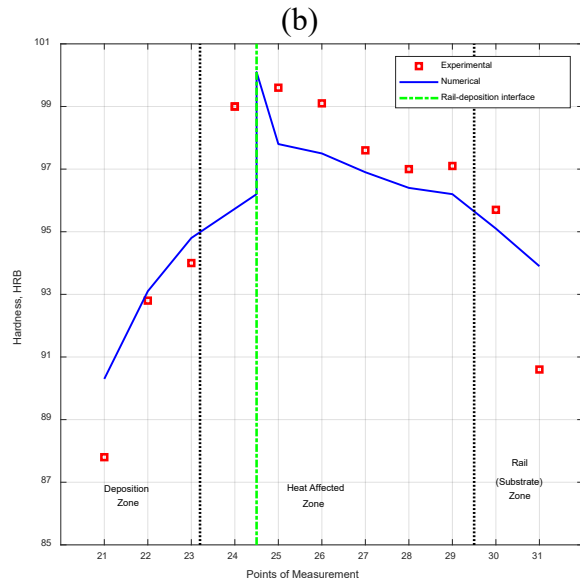 (b)
101
99
97
95
93
91
89
87
85
Hardness, HRB
Experimental
Numerical
Rail-deposition interface
Deposition
Zone
Heat Affected
Zone
Rail
(Substrate)
Zone
21 22 23 24 25 26 27 28 29 30 31
Points of Measurement